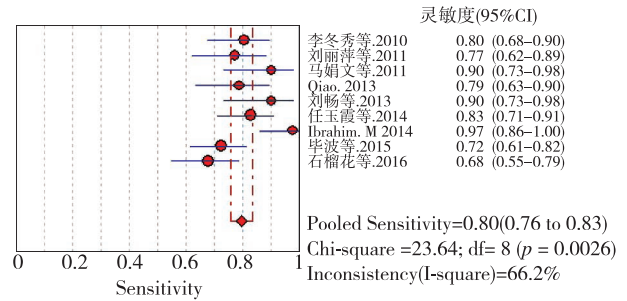 灵敏度(95%CI)
李冬秀等.2010 0.80 (0.68-0.90)
刘丽萍等.2011 0.77 (0.62-0.89)
马娟文等.2011 0.90 (0.73-0.98)
Qiao. 2013 0.79 (0.63-0.90)
刘畅等.2013 0.90 (0.73-0.98)
任玉霞等.2014 0.83 (0.71-0.91)
Ibrahim. M 2014 0.97 (0.86-1.00)
毕波等.2015 0.72 (0.61-0.82)
石榴花等.2016 0.68 (0.55-0.79)
Pooled Sensitivity=0.80(0.76 to 0.83)
Chi-square =23.64; df= 8 (p = 0.0026)
Inconsistency(I-square)=66.2%
0 0.2 0.4 0.6 0.8 1
Sensitivity